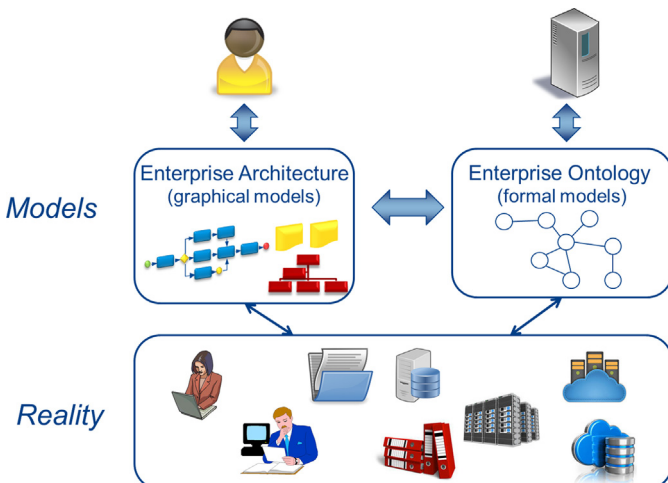 Enterprise Architecture
(graphical models)
Enterprise Ontology
(formal models)
Models
Reality